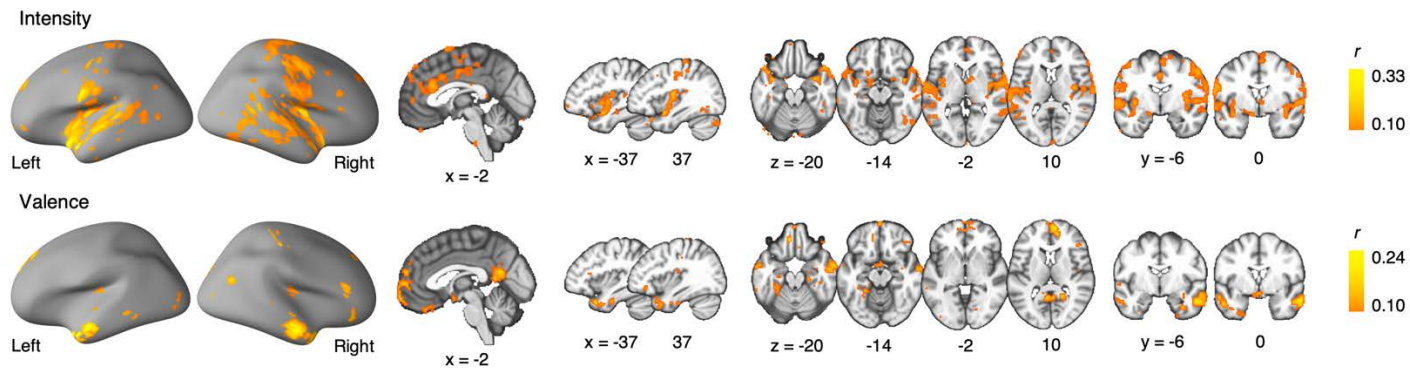 Intensity
r
0.33
0.10
Left
Right
x = -2
x = -37
37
z = -20
-14
-2
10
y = -6
0
Valence
r
0.24
0.10
Left
Right
x = -2
x = -37
37
z = -20
-14
-2
10
y = -6
0